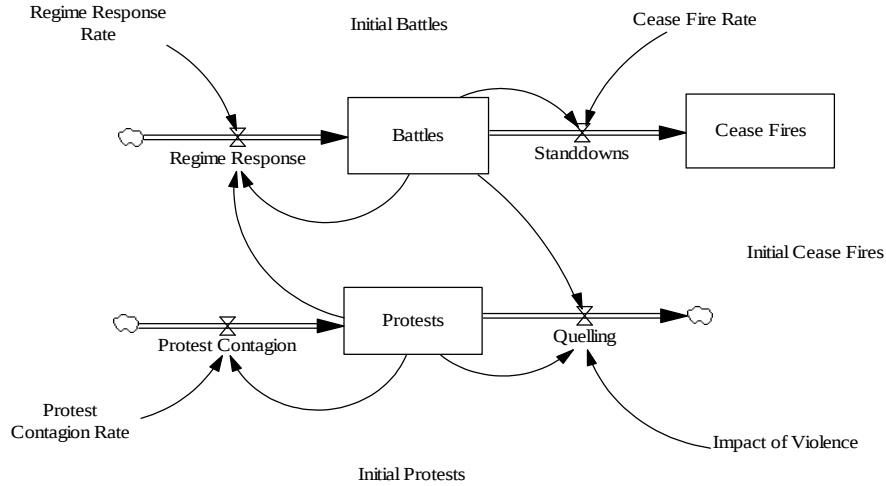 Regime Response
Rate
Initial Battles
Cease Fire Rate
Battles
Cease Fires
Regime Response
Standdowns
Initial Cease Fires
Protests
Protest Contagion
Quelling
Protest
Contagion Rate
Impact of Violence
Initial Protests